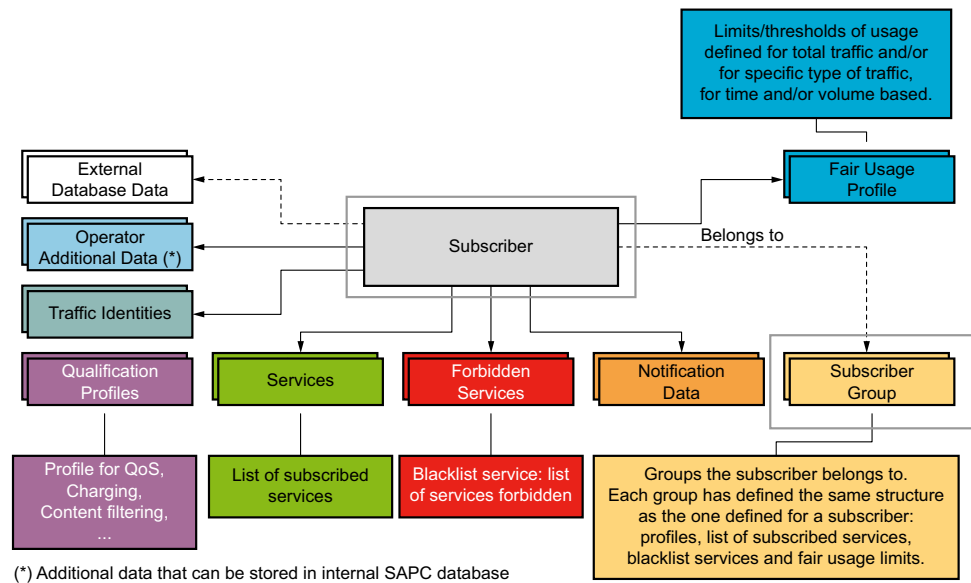 Limits/thresholds of usage
defined for total traffic and/or
for specific type of traffic,
for time and/or volume based.
External
Database Data
Fair Usage
Profile
Operator
Additional Data (*)
Subscriber
Belongs to
Traffic Identities
Qualification
Profiles
Services
Forbidden
Services
Notification
Data
Subscriber
Group
Profile for QoS,
Charging,
Content filtering,
...
List of subscribed
services
Blacklist service: list
of services forbidden
Groups the subscriber belongs to.
Each group has defined the same structure
as the one defined for a subscriber:
profiles, list of subscribed services,
blacklist services and fair usage limits.
(*) Additional data that can be stored in internal SAPC database